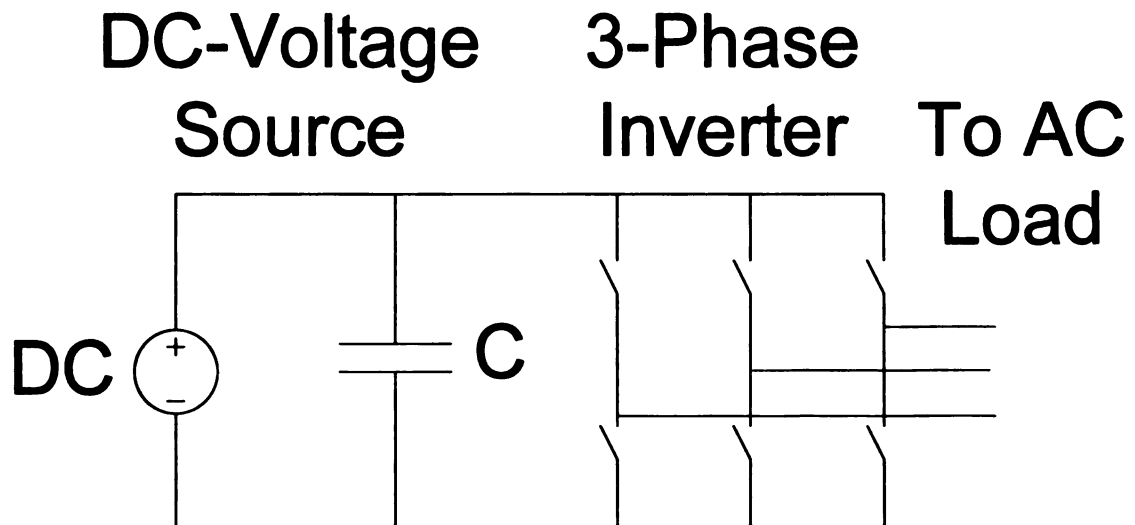 DC-Voltage
Source
3-Phase
Inverter
To AC
Load
DC
+
−
C